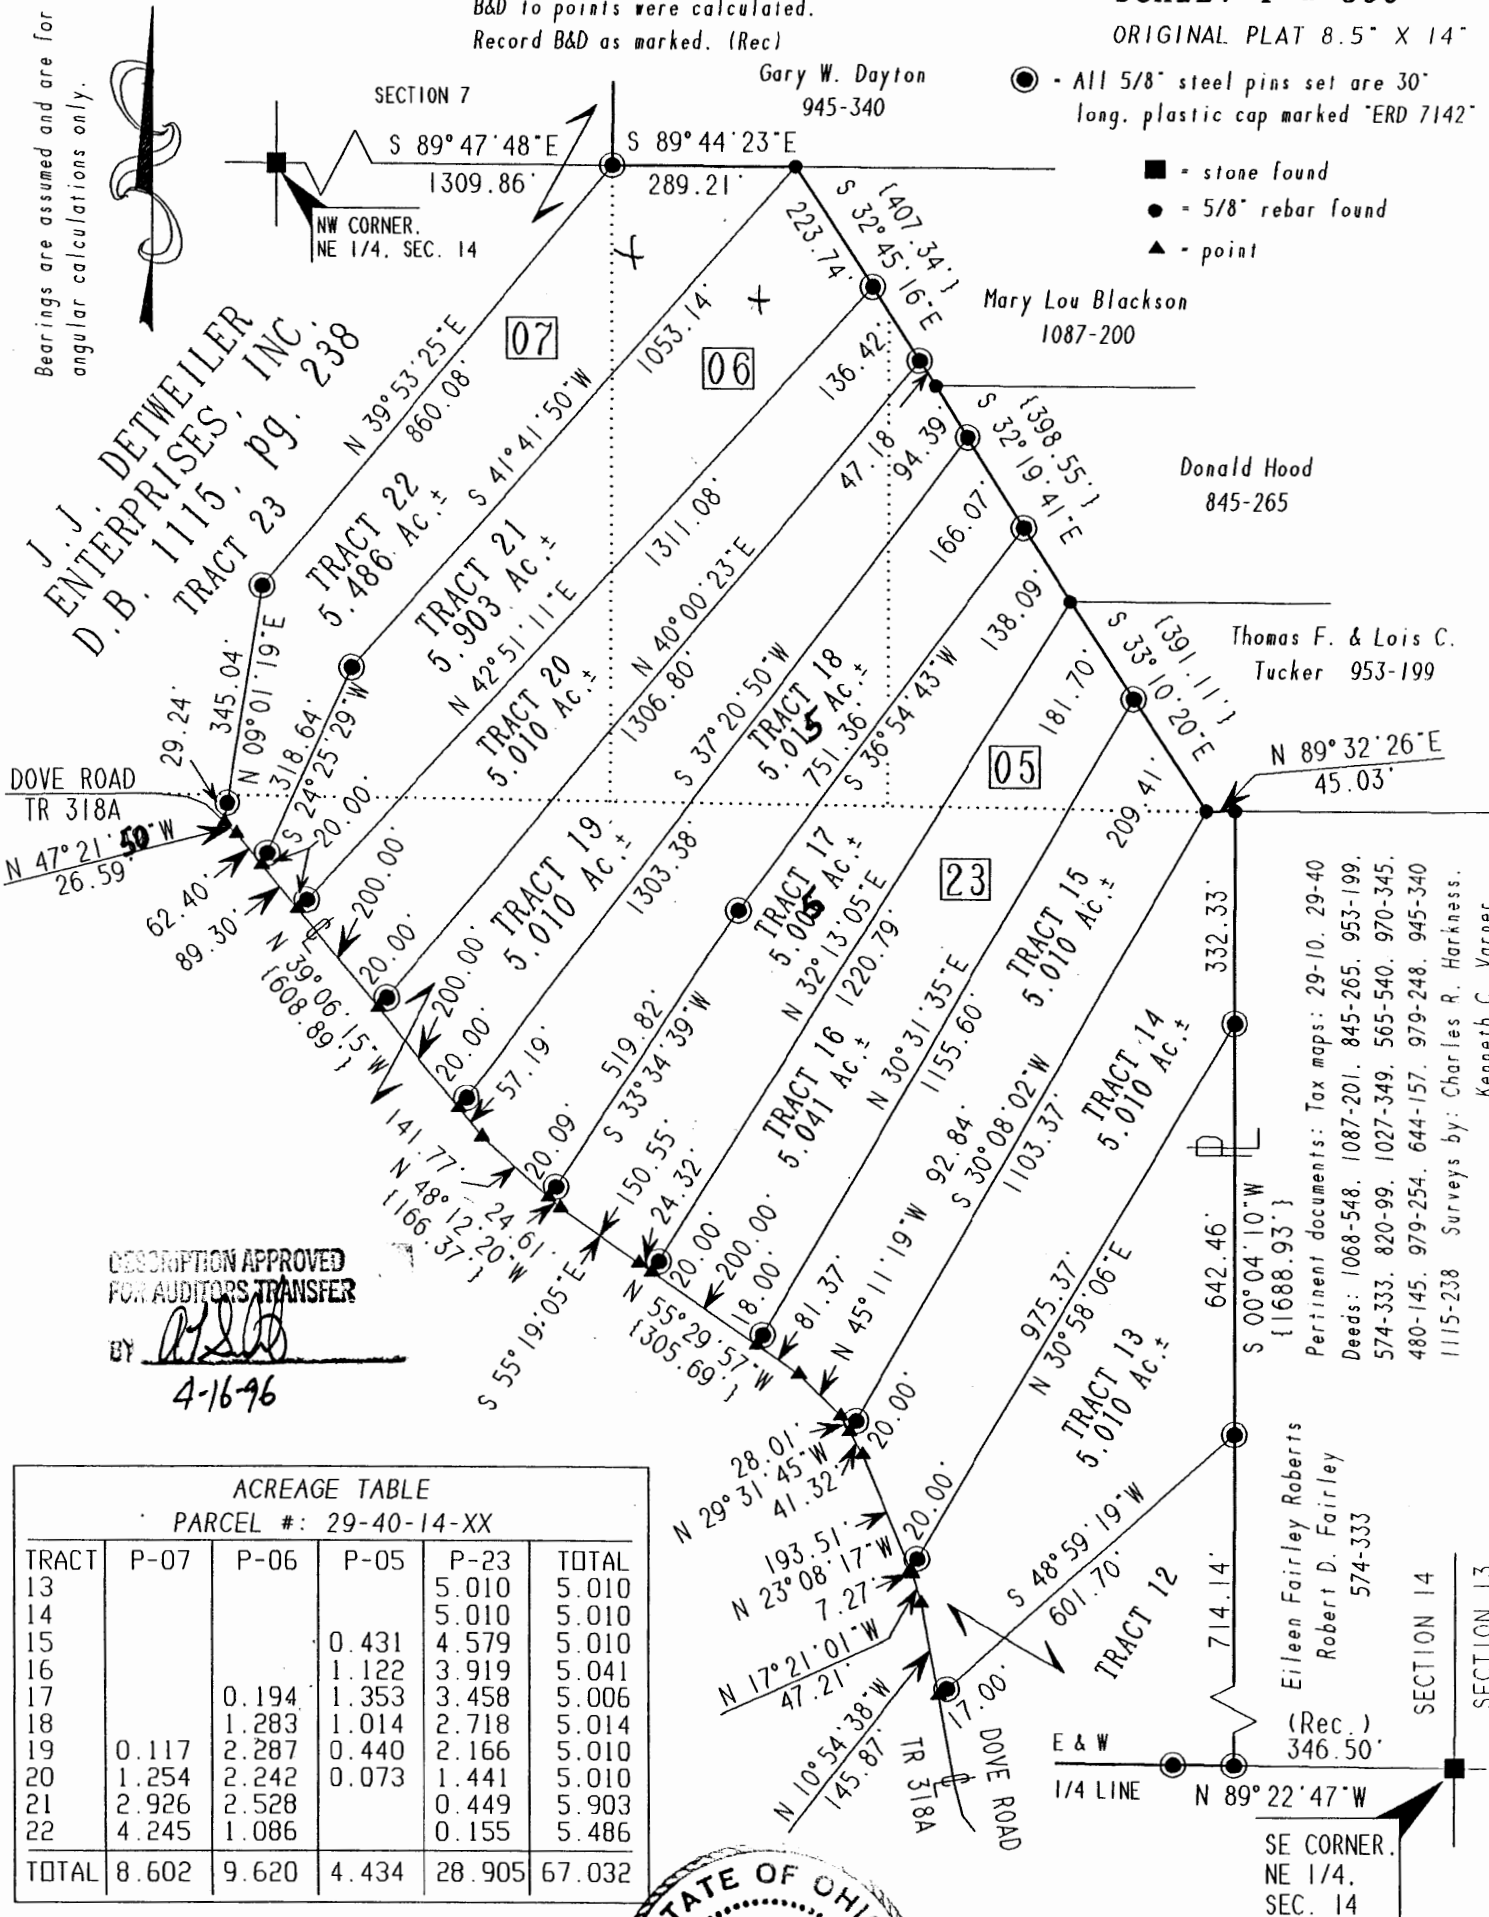 B&D to points were calculated.
Record B&D as marked. (Rec)
ORIGINAL PLAT 8.5" X 14"
- All 5/8" steel pins set are 30"
long, plastic cap marked "ERD 7142"
= stone found
= 5/8" rebar found
- point
Bearings are assumed and are for
angular calculations only.
SECTION 7
S 89°47'48"E
1309.86'
NW CORNER,
NE 1/4, SEC. 14
S 89°44'23"E
289.21'
Gary W. Dayton
945-340
{407.34'}
S 32°45'16"E
223.74'
Mary Lou Blackson
1087-200
136.42'
47.18
94.39'
{398.55'}
S 32°19'41"E
Donald Hood
845-265
166.07'
138.09'
{391.11'}
S 33°10'20"E
181.70'
209.41'
Thomas F. & Lois C.
Tucker 953-199
N 89°32'26"E
45.03'
J.J. DETWEILER
ENTERPRISES, INC.
D.B. 1115, pg. 238
TRACT 23
07
06
05
23
N 39°53'25"E
860.08'
TRACT 22
5.486 Ac.±
S 41°41'50"W
1053.14'
TRACT 21
5.903 Ac.±
N 42°51'11"E
1311.08'
TRACT 20
5.010 Ac.±
N 40°00'23"E
1306.80'
TRACT 19
5.010 Ac.±
S 37°20'50"W
1303.38'
TRACT 18
5.015 Ac.±
S 36°54'43"W
751.36'
TRACT 17
5.005 Ac.±
519.82'
S 33°34'39"W
N 32°13'05"E
1220.79'
TRACT 16
5.041 Ac.±
N 30°31'35"E
1155.60'
TRACT 15
5.010 Ac.±
S 30°08'02"W
1103.37'
TRACT 14
5.010 Ac.±
975.37'
N 30°58'06"E
TRACT 13
5.010 Ac.±
S 48°59'19"W
601.70'
TRACT 12
29.24'
345.04'
N 09°01'19"E
318.64'
S 24°25'29"W
20.00'
DOVE ROAD
TR 318A
N 47°21'50"W
26.59'
62.40'
89.30'
200.00'
N 39°06'15"W
{608.89'}
20.00'
200.00'
20.00'
57.19'
141.77'
N 48°12'20"W
{166.37'}
24.61'
20.09'
150.55'
S 55°19'05"E
24.32'
20.00'
200.00'
N 55°29'57"W
{305.69'}
18.00'
81.37'
N 45°11'19"W
92.84'
28.01'
N 29°31'45"W
41.32'
20.00'
193.51'
N 23°08'17"W
7.27'
20.00'
N 17°21'01"W
47.21'
N 10°54'38"W
145.87'
17.00'
TR 318A
DOVE ROAD
332.33'
642.46'
714.14'
S 00°04'10"W
{1688.93'}
Pertinent documents: Tax maps: 29-10, 29-40
Deeds: 1068-548, 1087-201, 845-265, 953-199,
574-333, 820-99, 1027-349, 565-540, 970-345,
480-145, 979-254, 644-157, 979-248, 945-340
1115-238 Surveys by: Charles R. Harkness,
Kenneth C. Varner
Eileen Fairley Roberts
Robert D. Fairley
574-333
SECTION 14
SECTION 13
E & W
1/4 LINE
(Rec.)
346.50'
N 89°22'47"W
SE CORNER,
NE 1/4,
SEC. 14
DESCRIPTION APPROVED
FOR AUDITORS TRANSFER
BY
4-16-96
ACREAGE TABLE
PARCEL #: 29-40-14-XX
TRACT P-07 P-06 P-05 P-23 TOTAL
13 5.010 5.010
14 5.010 5.010
15 0.431 4.579 5.010
16 1.122 3.919 5.041
17 0.194 1.353 3.458 5.006
18 1.283 1.014 2.718 5.014
19 0.117 2.287 0.440 2.166 5.010
20 1.254 2.242 0.073 1.441 5.010
21 2.926 2.528 0.449 5.903
22 4.245 1.086 0.155 5.486
TOTAL 8.602 9.620 4.434 28.905 67.032
STATE OF OHIO